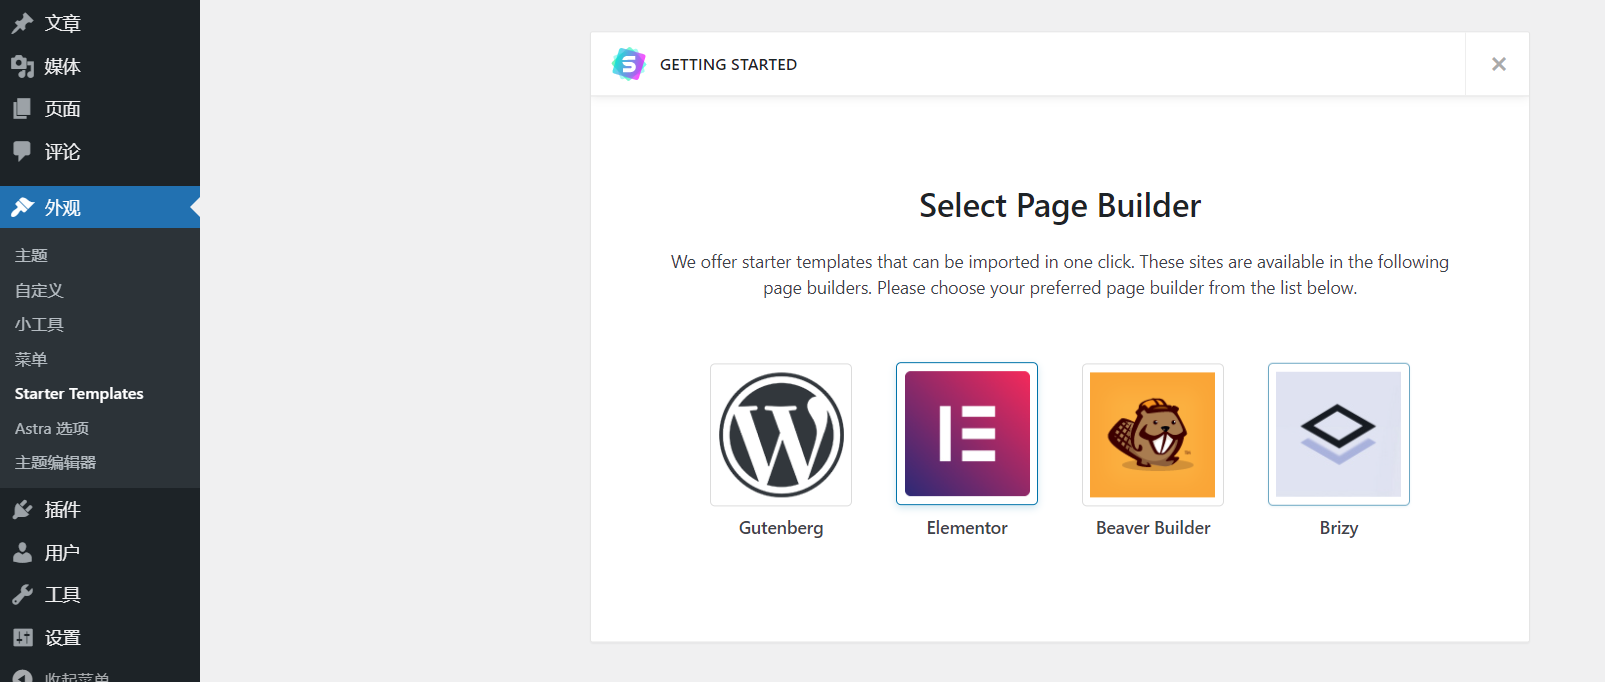 文章
媒体
页面
评论
外观
主题
自定义
小工具
菜单
Starter Templates
Astra 选项
主题编辑器
插件
用户
工具
设置
收起菜单
GETTING STARTED
Select Page Builder
We offer starter templates that can be imported in one click. These sites are available in the following
page builders. Please choose your preferred page builder from the list below.
Gutenberg
Elementor
Beaver Builder
Brizy